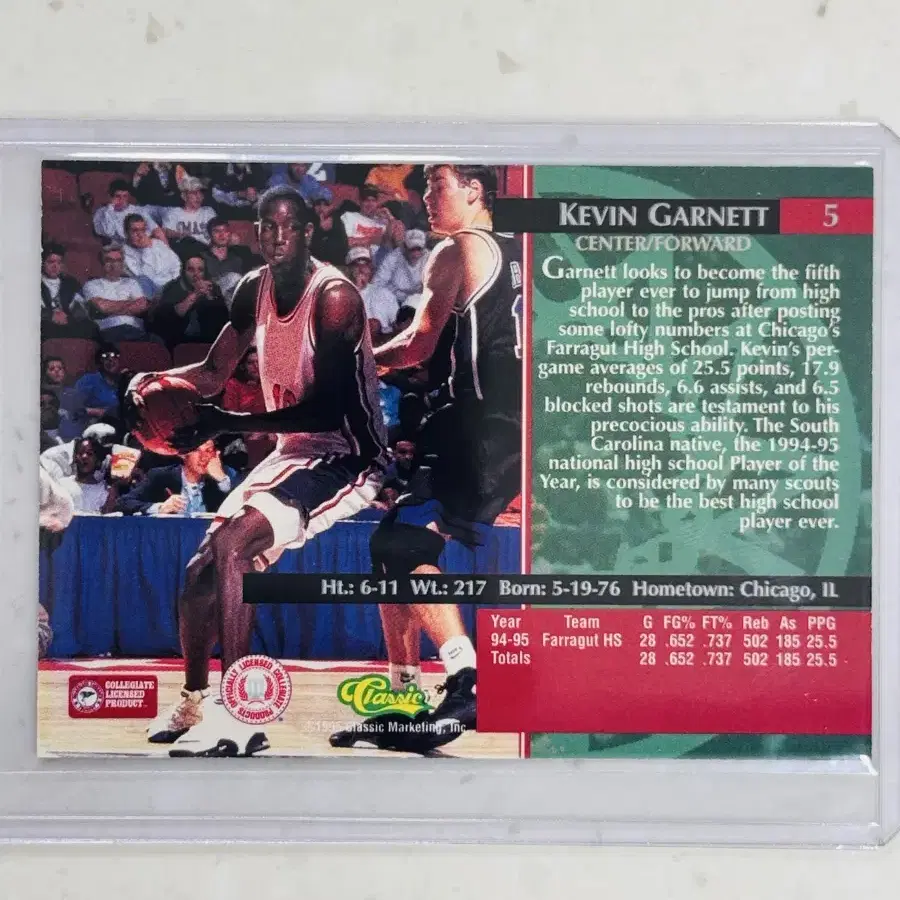 KEVIN GARNETT 5
CENTER/FORWARD
Garnett looks to become the fifth
player ever to jump from high
school to the pros after posting
some lofty numbers at Chicago's
Farragut High School. Kevin's per-
game averages of 25.5 points, 17.9
rebounds, 6.6 assists, and 6.5
blocked shots are testament to his
precocious ability. The South
Carolina native, the 1994-95
national high school Player of the
Year, is considered by many scouts
to be the best high school
player ever.
Ht.: 6-11 Wt.: 217 Born: 5-19-76 Hometown: Chicago, IL
Year Team G FG% FT% Reb As PPG
94-95 Farragut HS 28 .652 .737 502 185 25.5
Totals 28 .652 .737 502 185 25.5
COLLEGIATE
LICENSED
PRODUCT
OFFICIALLY LICENSED COLLEGIATE PRODUCTS
Classic
Classic Marketing, Inc